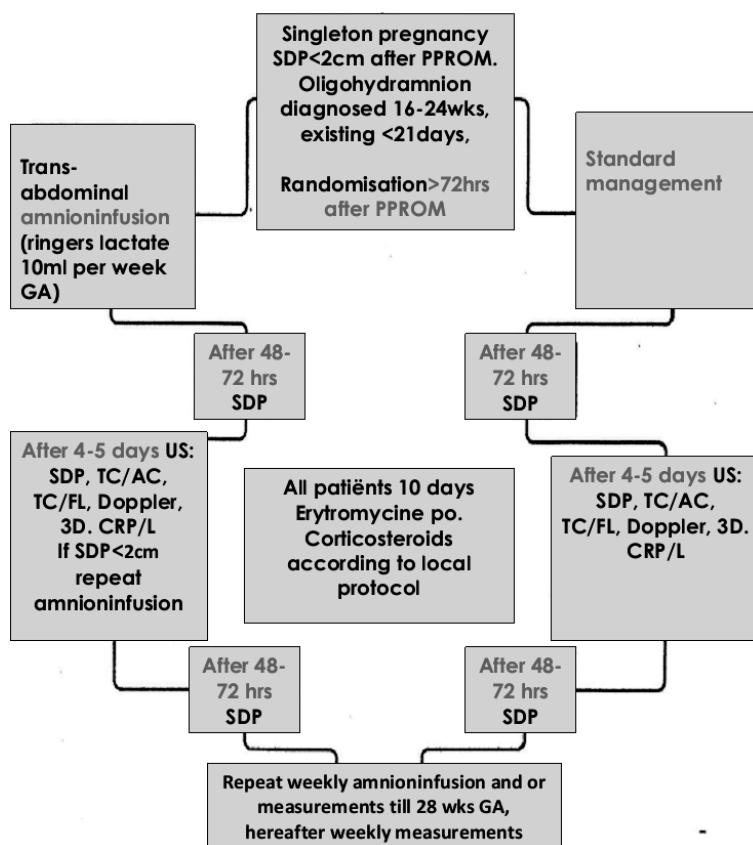 Singleton pregnancy
SDP<2cm after PPROM.
Oligohydramnion
diagnosed 16-24wks,
existing <21days,
Randomisation>72hrs
after PPROM
Trans-
abdominal
amnioninfusion
(ringers lactate
10ml per week
GA)
Standard
management
After 48-
72 hrs
SDP
After 48-
72 hrs
SDP
After 4-5 days US:
SDP, TC/AC,
TC/FL, Doppler,
3D. CRP/L
If SDP<2cm
repeat
amnioninfusion
All patiënts 10 days
Erytromycine po.
Corticosteroids
according to local
protocol
After 4-5 days US:
SDP, TC/AC,
TC/FL, Doppler, 3D.
CRP/L
After 48-
72 hrs
SDP
After 48-
72 hrs
SDP
Repeat weekly amnioninfusion and or
measurements till 28 wks GA,
hereafter weekly measurements